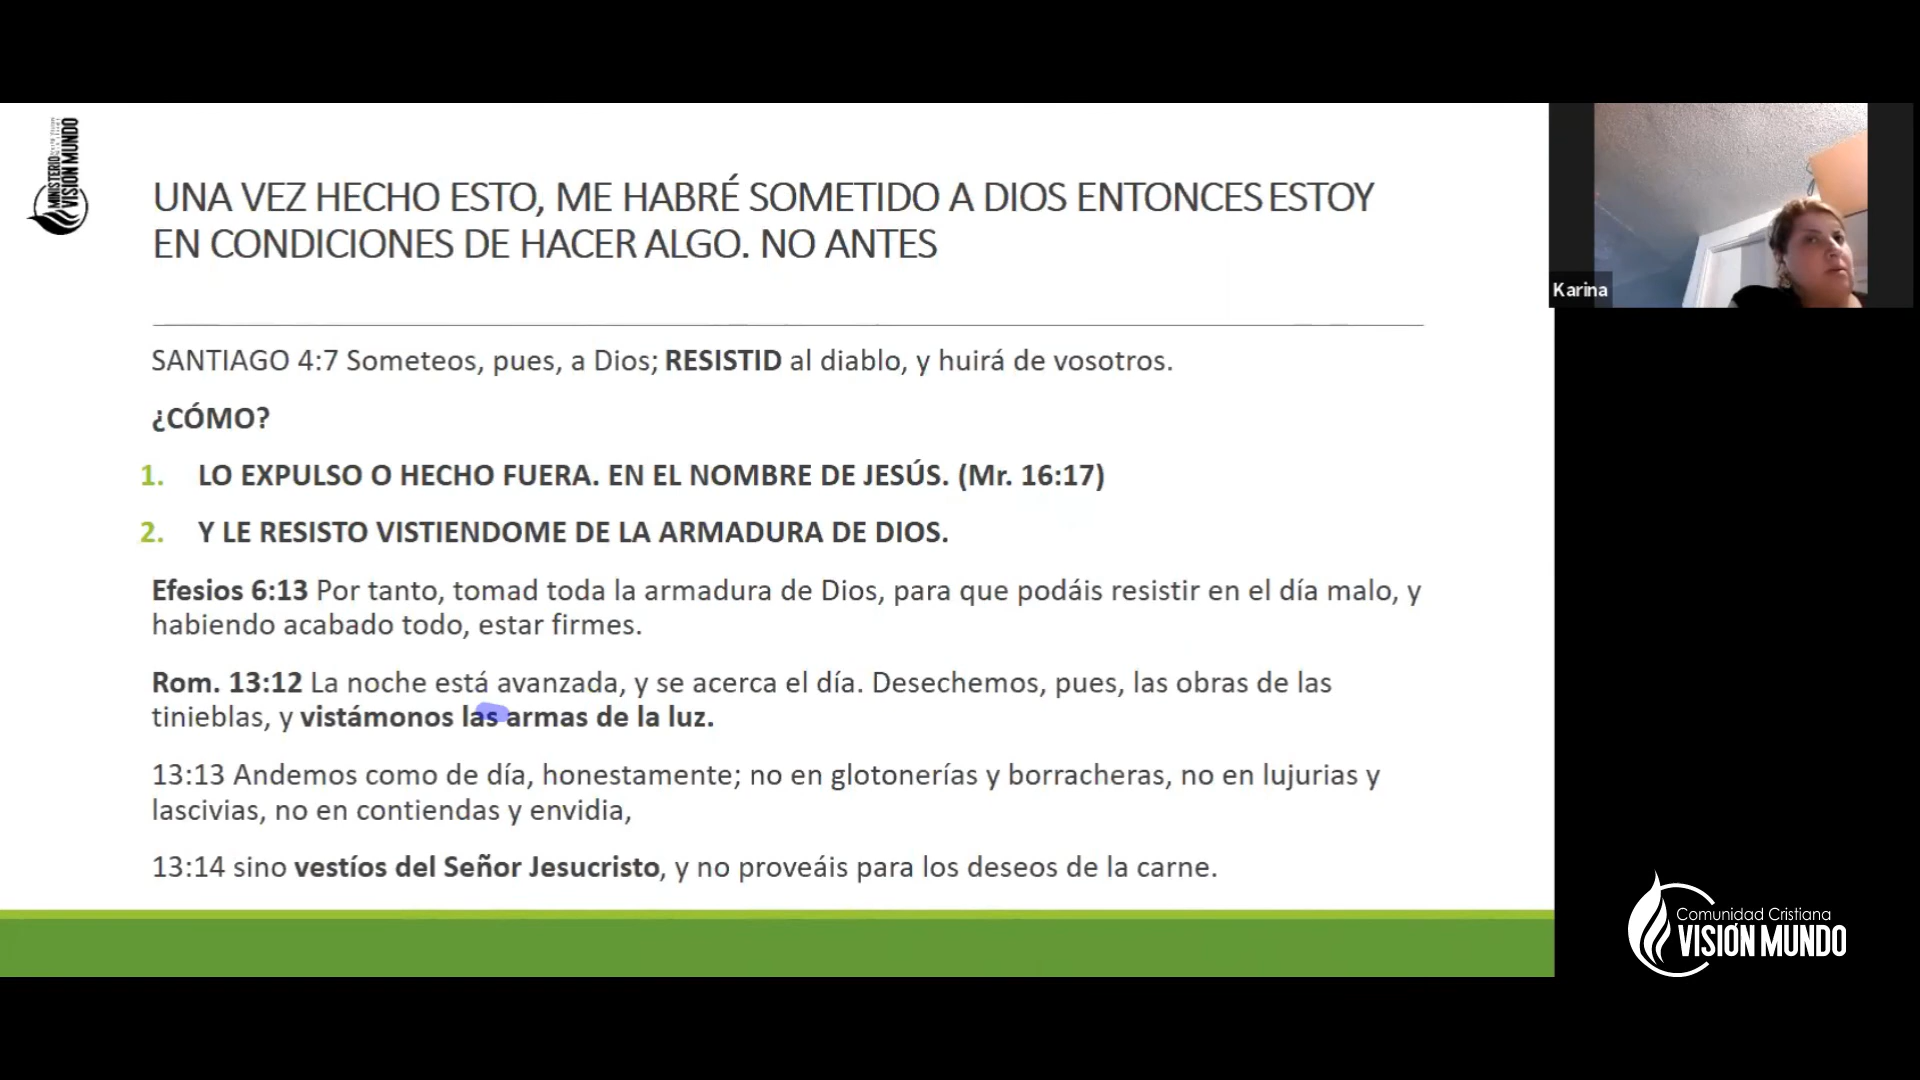 MINISTERIO
VISIÓN MUNDO
UNA VEZ HECHO ESTO, ME HABRÉ SOMETIDO A DIOS ENTONCES ESTOY
EN CONDICIONES DE HACER ALGO. NO ANTES
SANTIAGO 4:7 Someteos, pues, a Dios; RESISTID al diablo, y huirá de vosotros.
¿CÓMO?
1. LO EXPULSO O HECHO FUERA. EN EL NOMBRE DE JESÚS. (Mr. 16:17)
2. Y LE RESISTO VISTIENDOME DE LA ARMADURA DE DIOS.
Efesios 6:13 Por tanto, tomad toda la armadura de Dios, para que podáis resistir en el día malo, y
habiendo acabado todo, estar firmes.
Rom. 13:12 La noche está avanzada, y se acerca el día. Desechemos, pues, las obras de las
tinieblas, y vistámonos las armas de la luz.
13:13 Andemos como de día, honestamente; no en glotonerías y borracheras, no en lujurias y
lascivias, no en contiendas y envidia,
13:14 sino vestíos del Señor Jesucristo, y no proveáis para los deseos de la carne.
Karina
Comunidad Cristiana
VISIÓN MUNDO